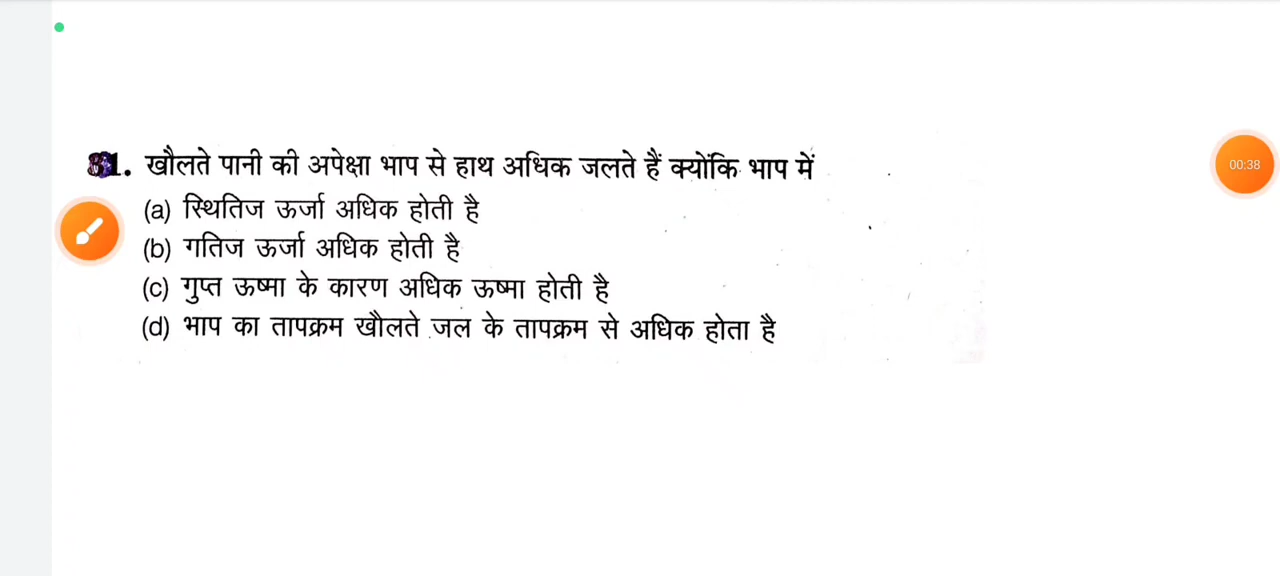 81. खौलते पानी की अपेक्षा भाप से हाथ अधिक जलते हैं क्योंकि भाप में
(a) स्थितिज ऊर्जा अधिक होती है
(b) गतिज ऊर्जा अधिक होती है
(c) गुप्त ऊष्मा के कारण अधिक ऊष्मा होती है
(d) भाप का तापक्रम खौलते जल के तापक्रम से अधिक होता है
00:38